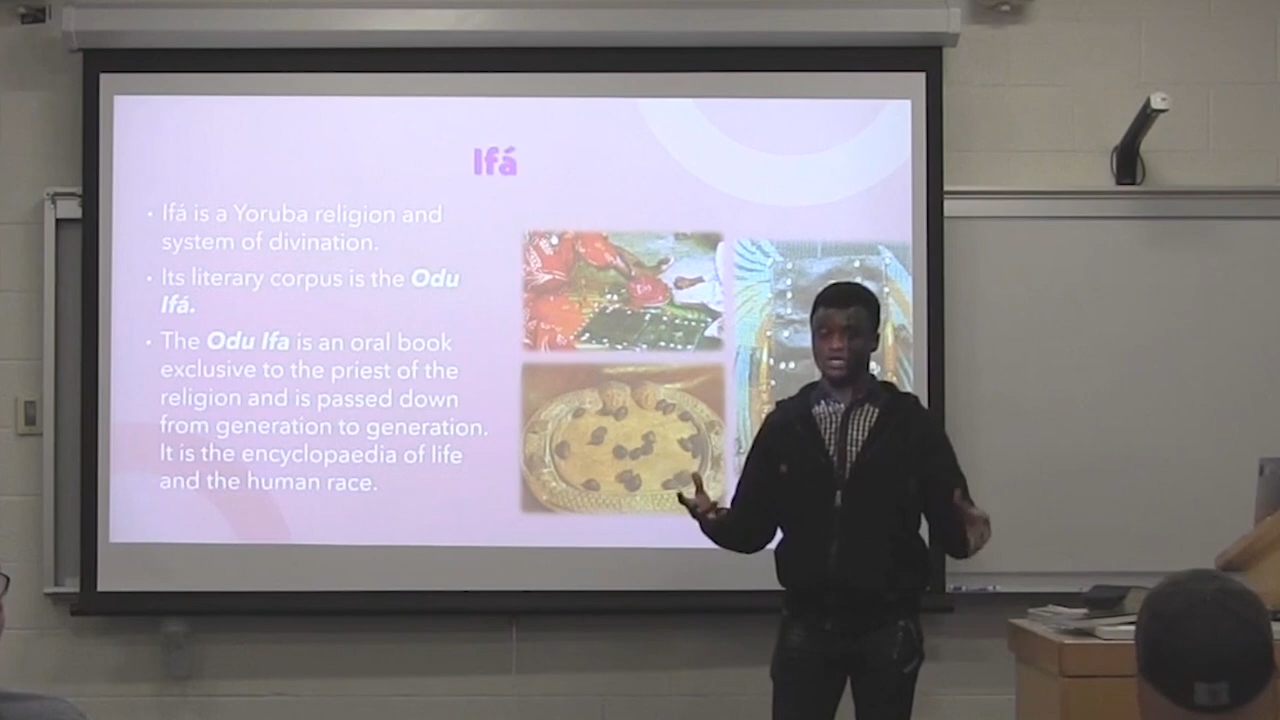 Ifá
• Ifá is a Yoruba religion and
system of divination.
• Its literary corpus is the Odu
Ifá.
• The Odu Ifa is an oral book
exclusive to the priest of the
religion and is passed down
from generation to generation.
It is the encyclopaedia of life
and the human race.